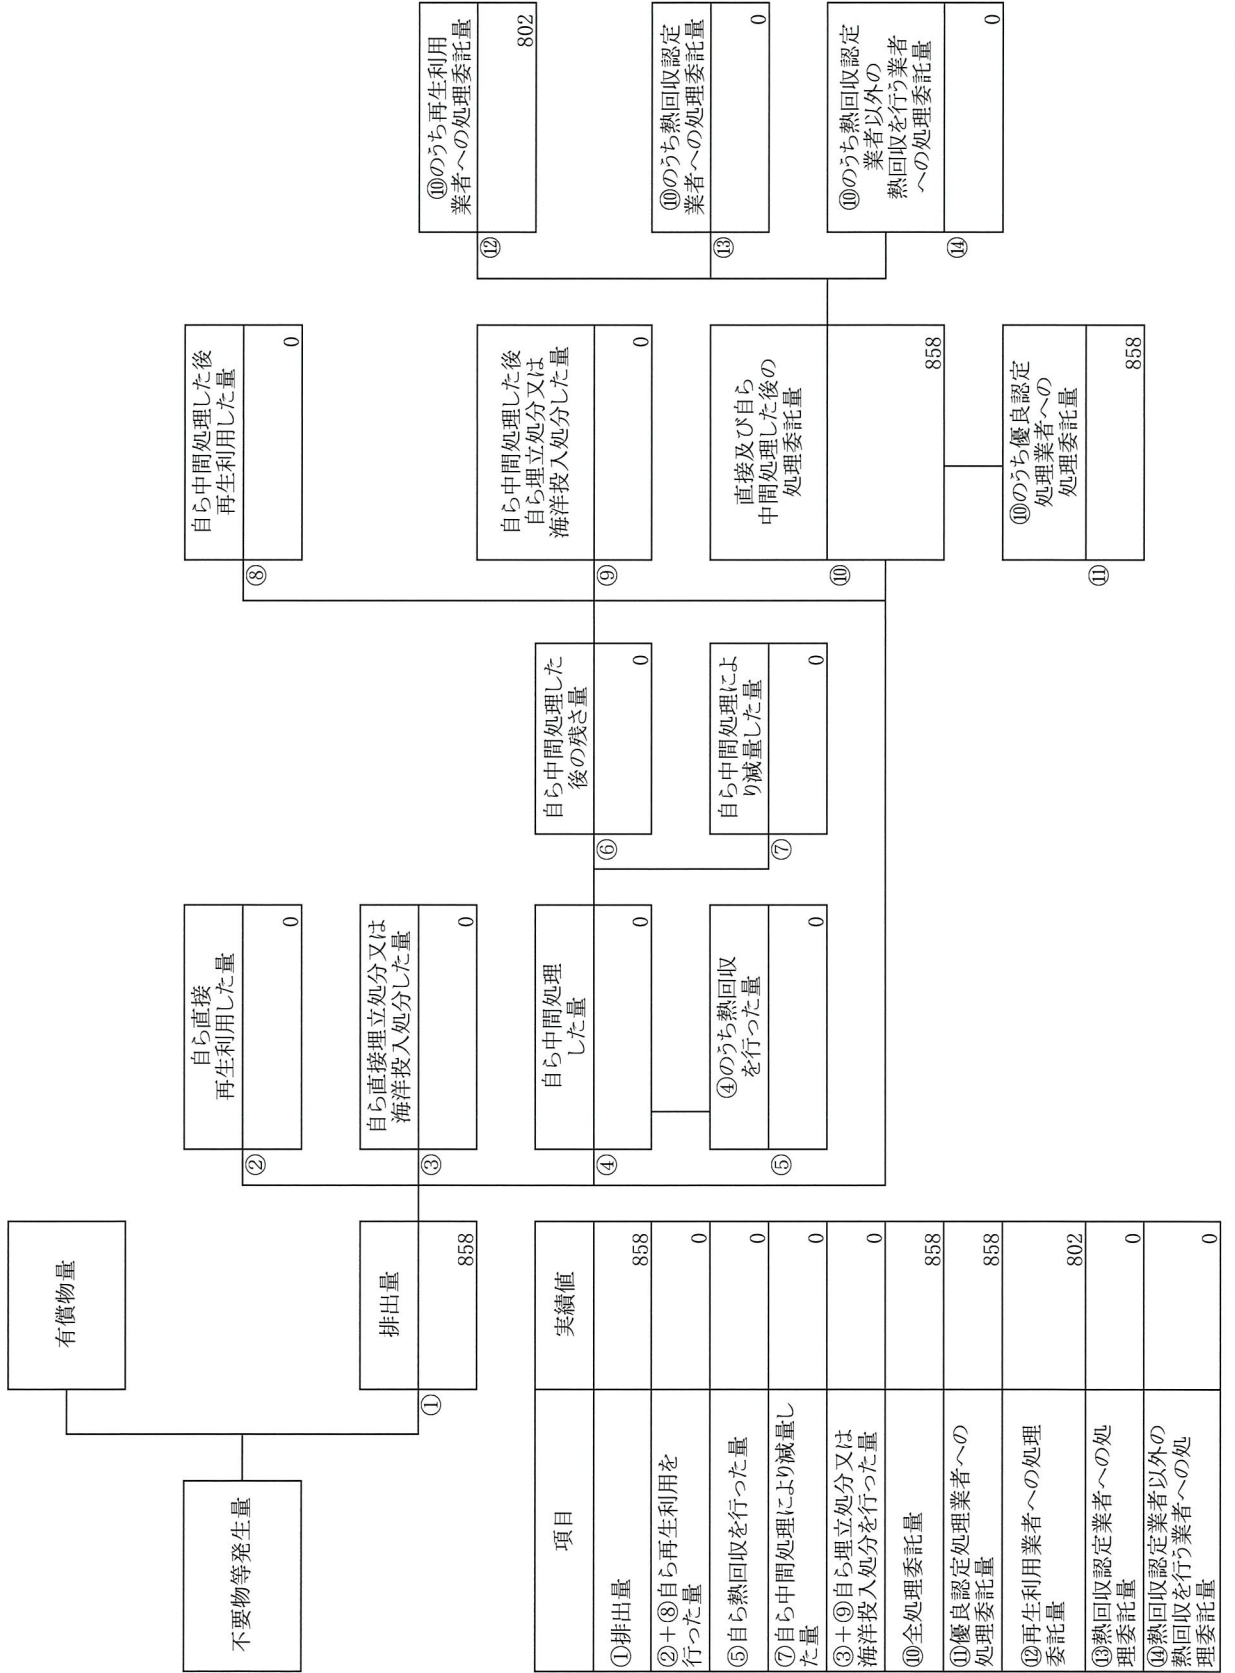 不要物等発生量
有償物量
①
排出量
858
②
自ら直接
再生利用した量
0
③
自ら直接埋立処分又は
海洋投入処分した量
0
④
自ら中間処理
した量
0
⑤
④のうち熱回収
を行った量
0
⑥
自ら中間処理した
後の残さ量
0
⑦
自ら中間処理によ
り減量した量
0
⑧
自ら中間処理した後
再生利用した量
0
⑨
自ら中間処理した後
自ら埋立処分又は
海洋投入処分した量
0
⑩
直接及び自ら
中間処理した後の
処理委託量
858
⑪
⑩のうち優良認定
処理業者への
処理委託量
858
⑫
⑩のうち再生利用
業者への処理委託量
802
⑬
⑩のうち熱回収認定
業者への処理委託量
0
⑭
⑩のうち熱回収認定
業者以外の
熱回収を行う業者
への処理委託量
0
項目
実績値
①排出量
858
②+⑧自ら再生利用を
行った量
0
⑤自ら熱回収を行った量
0
⑦自ら中間処理により減量し
た量
0
③+⑨自ら埋立処分又は
海洋投入処分を行った量
0
⑩全処理委託量
858
⑪優良認定処理業者への
処理委託量
858
⑫再生利用業者への処理
委託量
802
⑬熱回収認定業者への処
理委託量
0
⑭熱回収認定業者以外の
熱回収を行う業者への処
理委託量
0